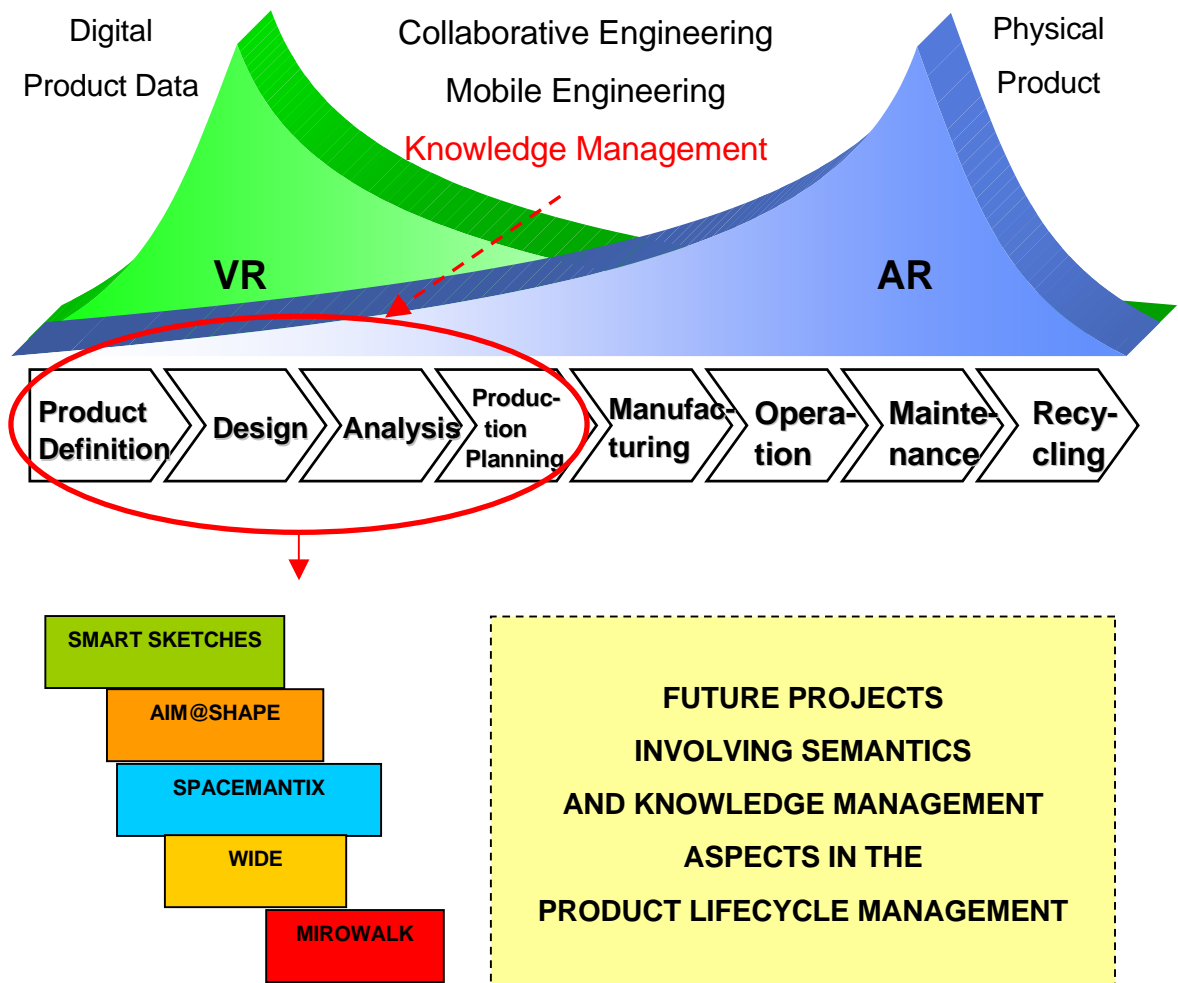 Digital
Product Data
Collaborative Engineering
Mobile Engineering
Knowledge Management
Physical
Product
VR
AR
Product
Definition
Design
Analysis
Produc-
tion
Planning
Manufac-
turing
Opera-
tion
Mainte-
nance
Recy-
cling
SMART SKETCHES
AIM@SHAPE
SPACEMANTIX
WIDE
MIROWALK
FUTURE PROJECTS
INVOLVING SEMANTICS
AND KNOWLEDGE MANAGEMENT
ASPECTS IN THE
PRODUCT LIFECYCLE MANAGEMENT